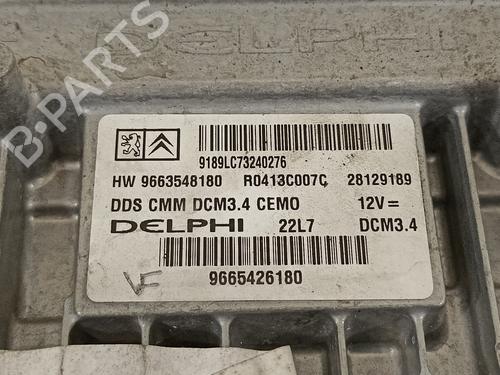 DELPHI
9189LC73240276
HW 9663548180 R0413C007C 28129189
DDS CMM DCM3.4 CEMO 12V=
DELPHI 22L7 DCM3.4
9665426180
VF
B-PARTS